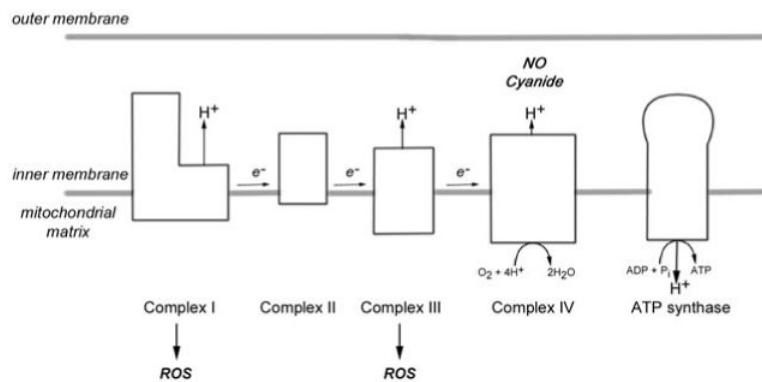 outer membrane
NO
Cyanide
H⁺
H⁺
H⁺
inner membrane
e⁻
e⁻
e⁻
mitochondrial
matrix
O₂ + 4H⁺
2H₂O
ADP + Pᵢ
ATP
H⁺
Complex I
Complex II
Complex III
Complex IV
ATP synthase
ROS
ROS